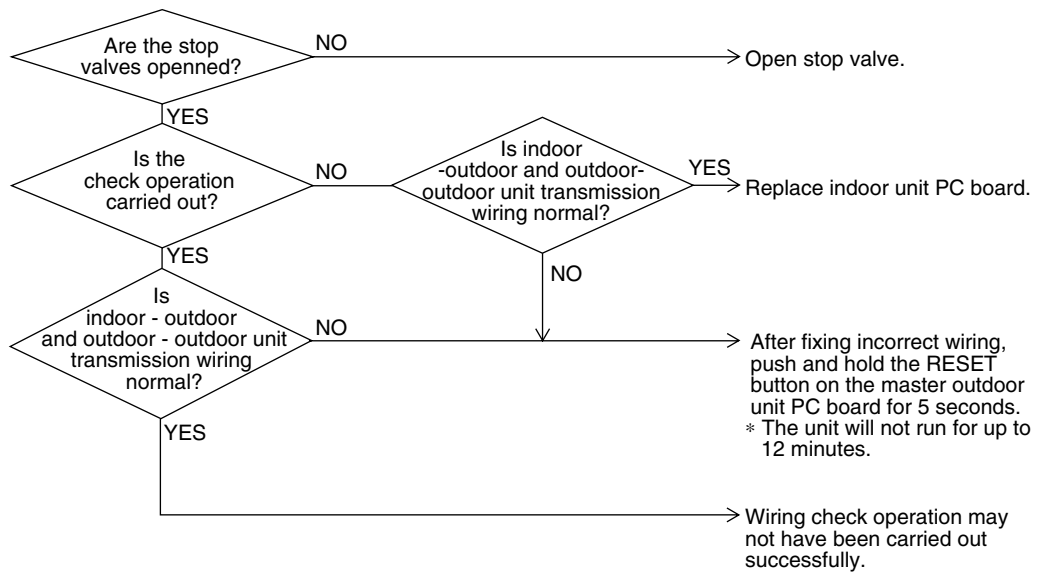 Are the stop
valves openned?
NO
Open stop valve.
YES
Is the
check operation
carried out?
NO
Is indoor
-outdoor and outdoor-
outdoor unit transmission
wiring normal?
YES
Replace indoor unit PC board.
YES
NO
Is
indoor - outdoor
and outdoor - outdoor unit
transmission wiring
normal?
NO
After fixing incorrect wiring,
push and hold the RESET
button on the master outdoor
unit PC board for 5 seconds.
* The unit will not run for up to
12 minutes.
YES
Wiring check operation may
not have been carried out
successfully.